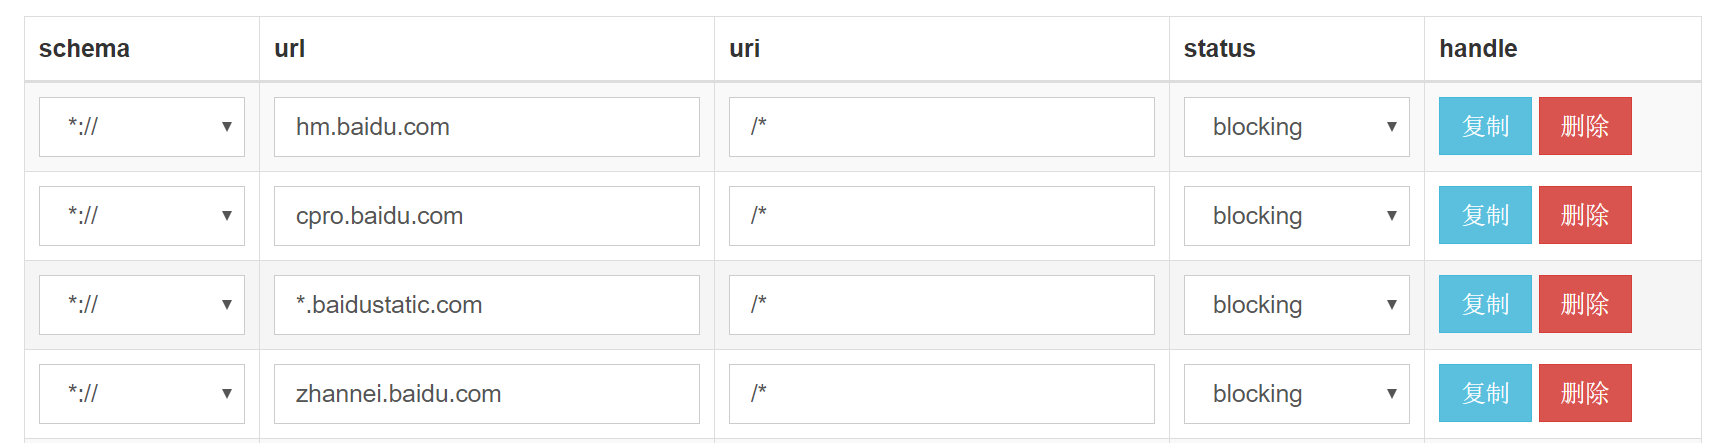 schema url uri status handle
*:// hm.baidu.com /* blocking 复制 删除
*:// cpro.baidu.com /* blocking 复制 删除
*:// *.baidustatic.com /* blocking 复制 删除
*:// zhannei.baidu.com /* blocking 复制 删除